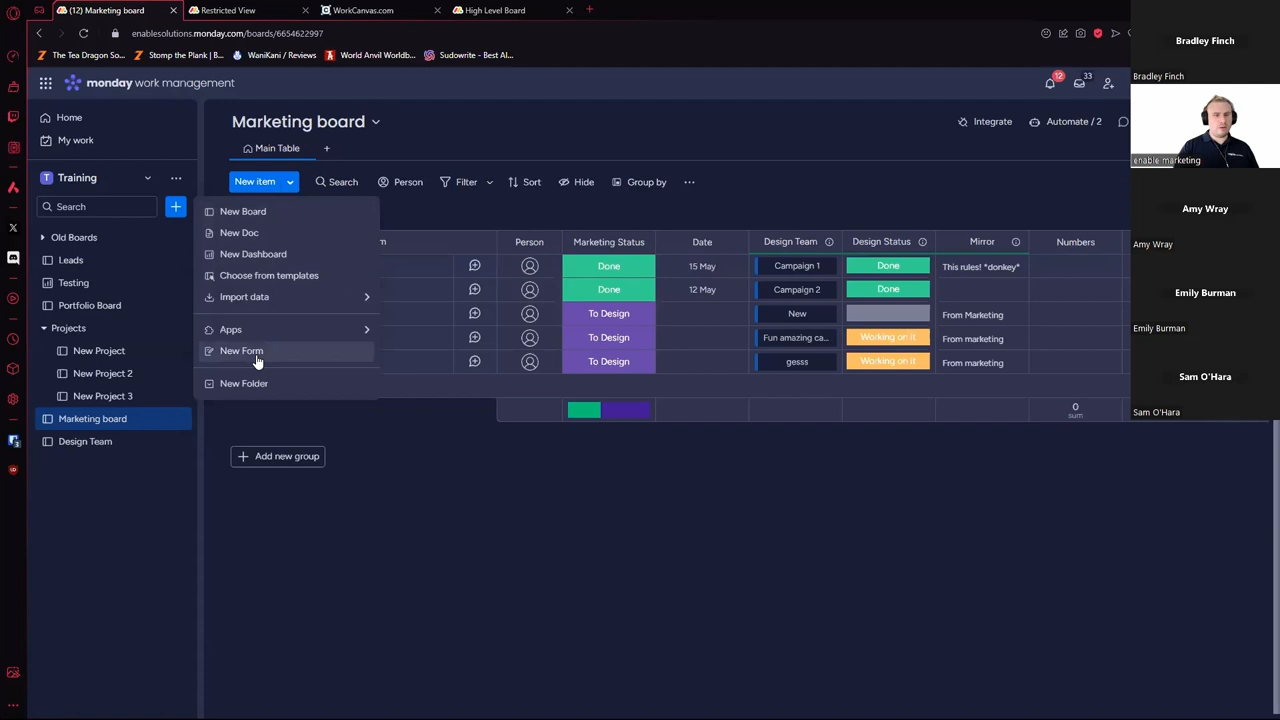 (12) Marketing board
Restricted View
WorkCanvas.com
High Level Board
enablesolutions.monday.com/boards/6654622997
The Tea Dragon So...
Stomp the Plank | B...
WaniKani / Reviews
World Anvil Worldb...
Sudowrite - Best AI...
monday work management
12
33
Home
My work
T Training
Search
Old Boards
Leads
Testing
Portfolio Board
Projects
New Project
New Project 2
New Project 3
Marketing board
Design Team
Marketing board
Integrate
Automate / 2
Main Table
New item
Search
Person
Filter
Sort
Hide
Group by
New Board
New Doc
New Dashboard
Choose from templates
Import data
Apps
New Form
New Folder
Person
Marketing Status
Date
Design Team
Design Status
Mirror
Numbers
Done
15 May
Campaign 1
Done
This rules! *donkey*
Done
12 May
Campaign 2
Done
To Design
New
From Marketing
To Design
Fun amazing ca...
Working on it
From marketing
To Design
gesss
Working on it
From marketing
0
sum
Add new group
Bradley Finch
Bradley Finch
enable marketing
Amy Wray
Amy Wray
Emily Burman
Emily Burman
Sam O'Hara
Sam O'Hara